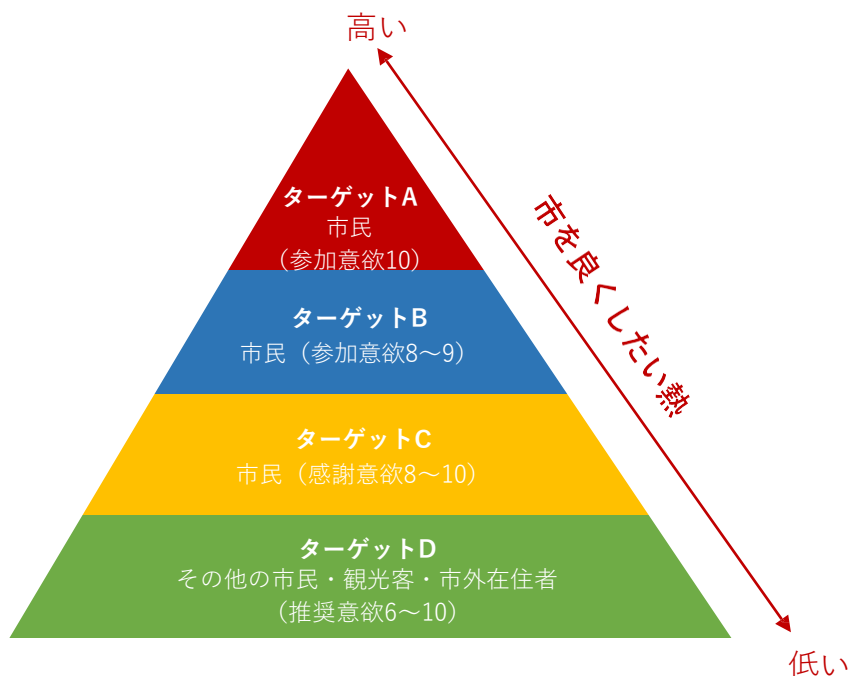 高い
ターゲットA
市民
（参加意欲10）
市を良くしたい熱
ターゲットB
市民（参加意欲8～9）
ターゲットC
市民（感謝意欲8～10）
ターゲットD
その他の市民・観光客・市外在住者
（推奨意欲6～10）
低い